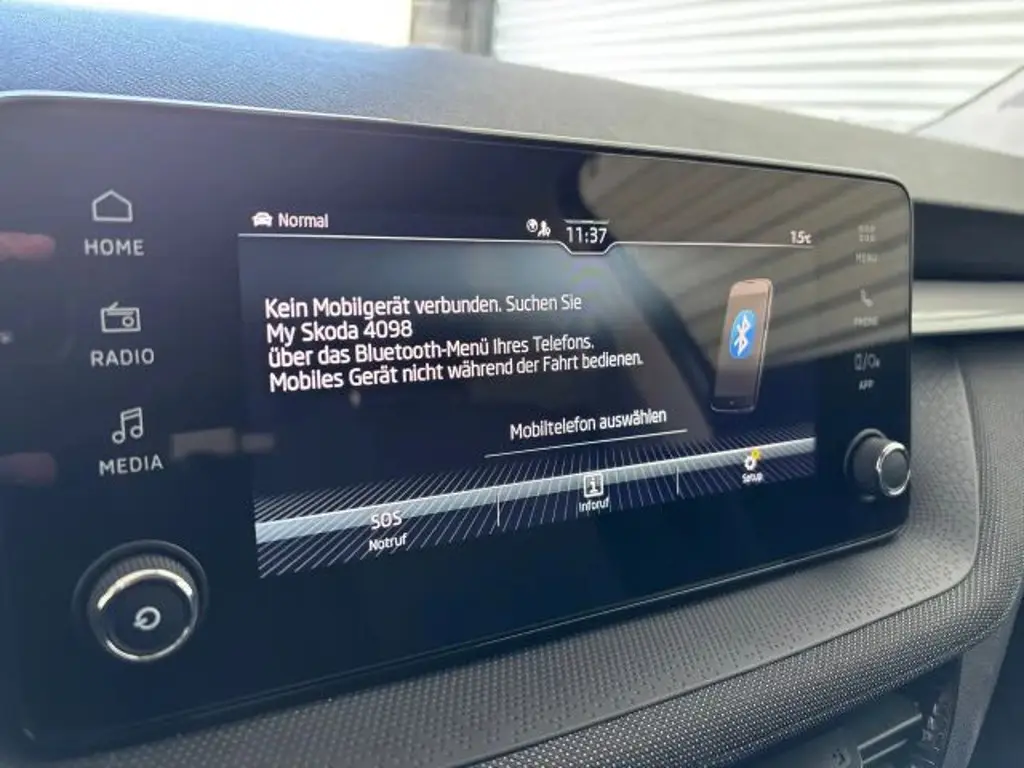 Normal
11:37
HOME
RADIO
MEDIA
MENU
PHONE
APP
Kein Mobilgerät verbunden. Suchen Sie
My Skoda 4098
über das Bluetooth-Menü Ihres Telefons.
Mobiles Gerät nicht während der Fahrt bedienen.
Mobiltelefon auswählen
SOS
Notruf
i
Inforuf
Setup